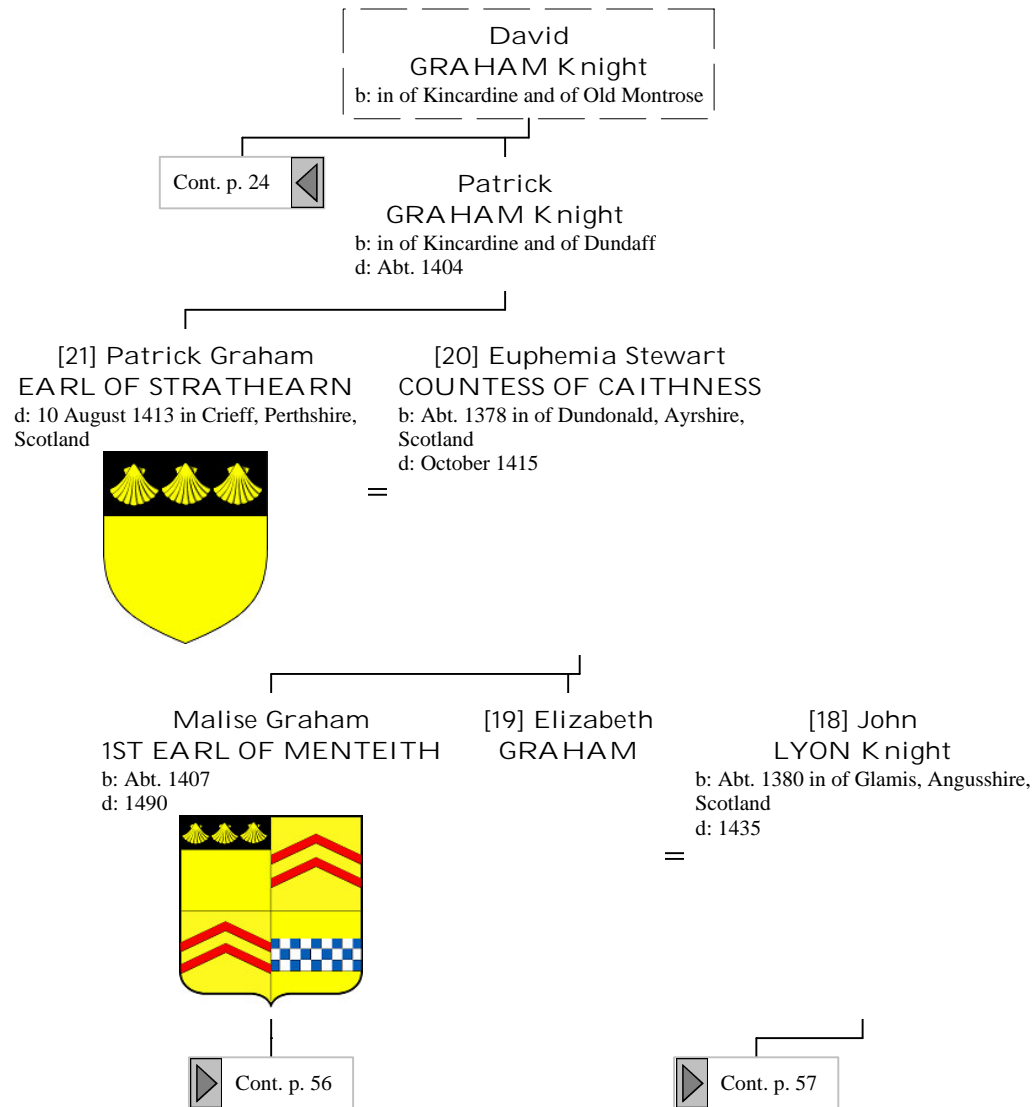 David
GRAHAM Knight
b: in of Kincardine and of Old Montrose
Cont. p. 24
Patrick
GRAHAM Knight
b: in of Kincardine and of Dundaff
d: Abt. 1404
[21] Patrick Graham
EARL OF STRATHEARN
d: 10 August 1413 in Crieff, Perthshire,
Scotland
[20] Euphemia Stewart
COUNTESS OF CAITHNESS
b: Abt. 1378 in of Dundonald, Ayrshire,
Scotland
d: October 1415
=
Malise Graham
1ST EARL OF MENTEITH
b: Abt. 1407
d: 1490
[19] Elizabeth
GRAHAM
[18] John
LYON Knight
b: Abt. 1380 in of Glamis, Angusshire,
Scotland
d: 1435
=
Cont. p. 56
Cont. p. 57